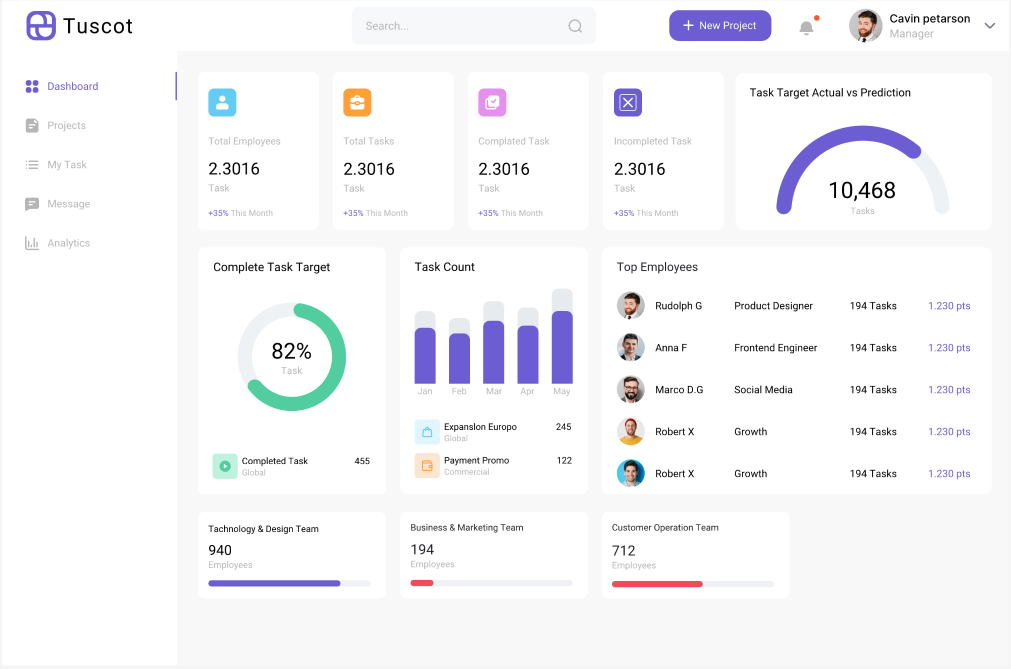 Tuscot
Search...
+ New Project
Cavin petarson
Manager
Dashboard
Projects
My Task
Message
Analytics
Total Employees
2.3016
Task
+35% This Month
Total Tasks
2.3016
Task
+35% This Month
Complated Task
2.3016
Task
+35% This Month
Incompleted Task
2.3016
Task
+35% This Month
Task Target Actual vs Prediction
10,468
Tasks
Complete Task Target
82%
Task
Completed Task 455
Global
Task Count
Jan Feb Mar Apr May
Expansion Europo 245
Global
Payment Promo 122
Commercial
Top Employees
Rudolph G Product Designer 194 Tasks 1.230 pts
Anna F Frontend Engineer 194 Tasks 1.230 pts
Marco D.G Social Media 194 Tasks 1.230 pts
Robert X Growth 194 Tasks 1.230 pts
Robert X Growth 194 Tasks 1.230 pts
Tachnology & Design Team
940
Employees
Business & Marketing Team
194
Employees
Customer Operation Team
712
Employees